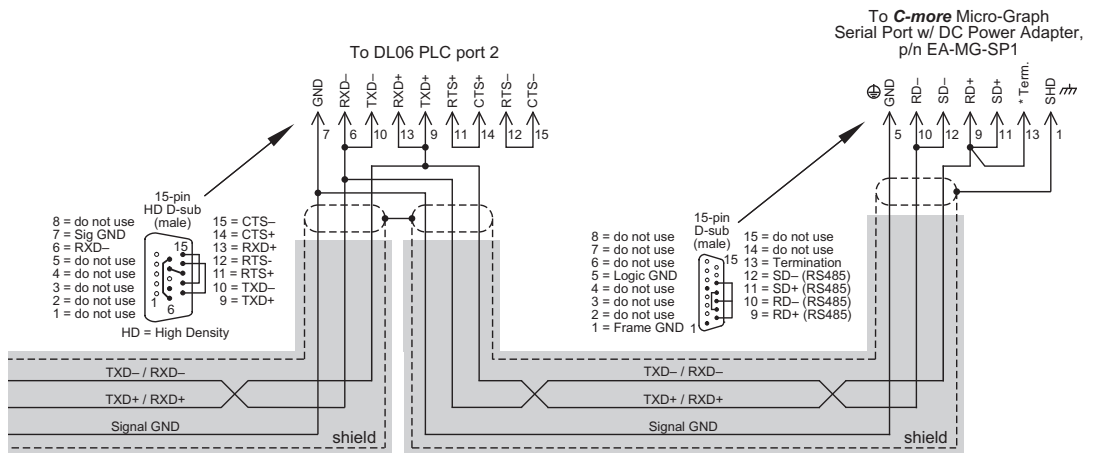 To DL06 PLC port 2
GND
RXD–
TXD–
RXD+
TXD+
RTS+
CTS+
RTS–
CTS–
7
6
10
13
9
11
14
12
15
To C-more Micro-Graph
Serial Port w/ DC Power Adapter,
p/n EA-MG-SP1
GND
RD–
SD–
RD+
SD+
* Term.
SHD
5
10
12
9
11
13
1
15-pin
HD D-sub
(male)
8 = do not use
7 = Sig GND
6 = RXD–
5 = do not use
4 = do not use
3 = do not use
2 = do not use
1 = do not use
15
1
6
15 = CTS–
14 = CTS+
13 = RXD+
12 = RTS-
11 = RTS+
10 = TXD–
9 = TXD+
HD = High Density
15-pin
D-sub
(male)
8 = do not use
7 = do not use
6 = do not use
5 = Logic GND
4 = do not use
3 = do not use
2 = do not use
1 = Frame GND
15
1
15 = do not use
14 = do not use
13 = Termination
12 = SD– (RS485)
11 = SD+ (RS485)
10 = RD– (RS485)
9 = RD+ (RS485)
TXD– / RXD–
TXD+ / RXD+
Signal GND
shield
TXD– / RXD–
TXD+ / RXD+
Signal GND
shield